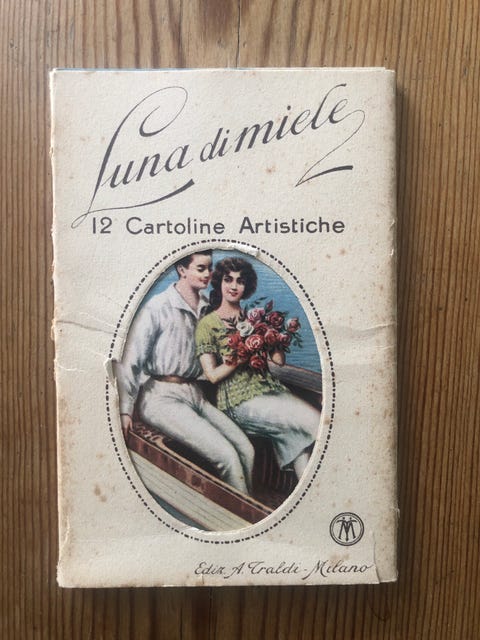 Luna di miele
12 Cartoline Artistiche
Ediz. A. Traldi - Milano